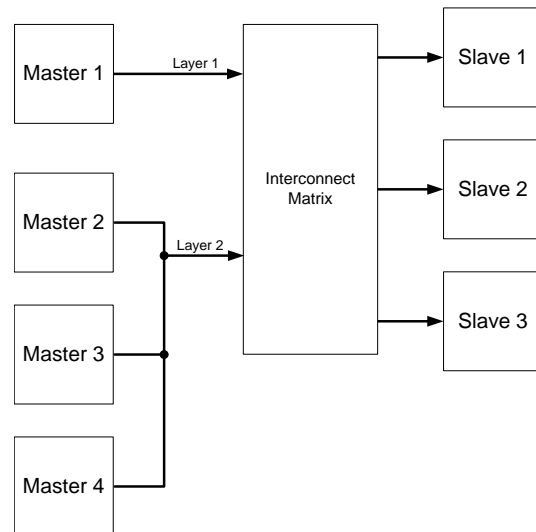 Master 1
Layer 1
Slave 1
Interconnect
Matrix
Master 2
Slave 2
Layer 2
Master 3
Slave 3
Master 4